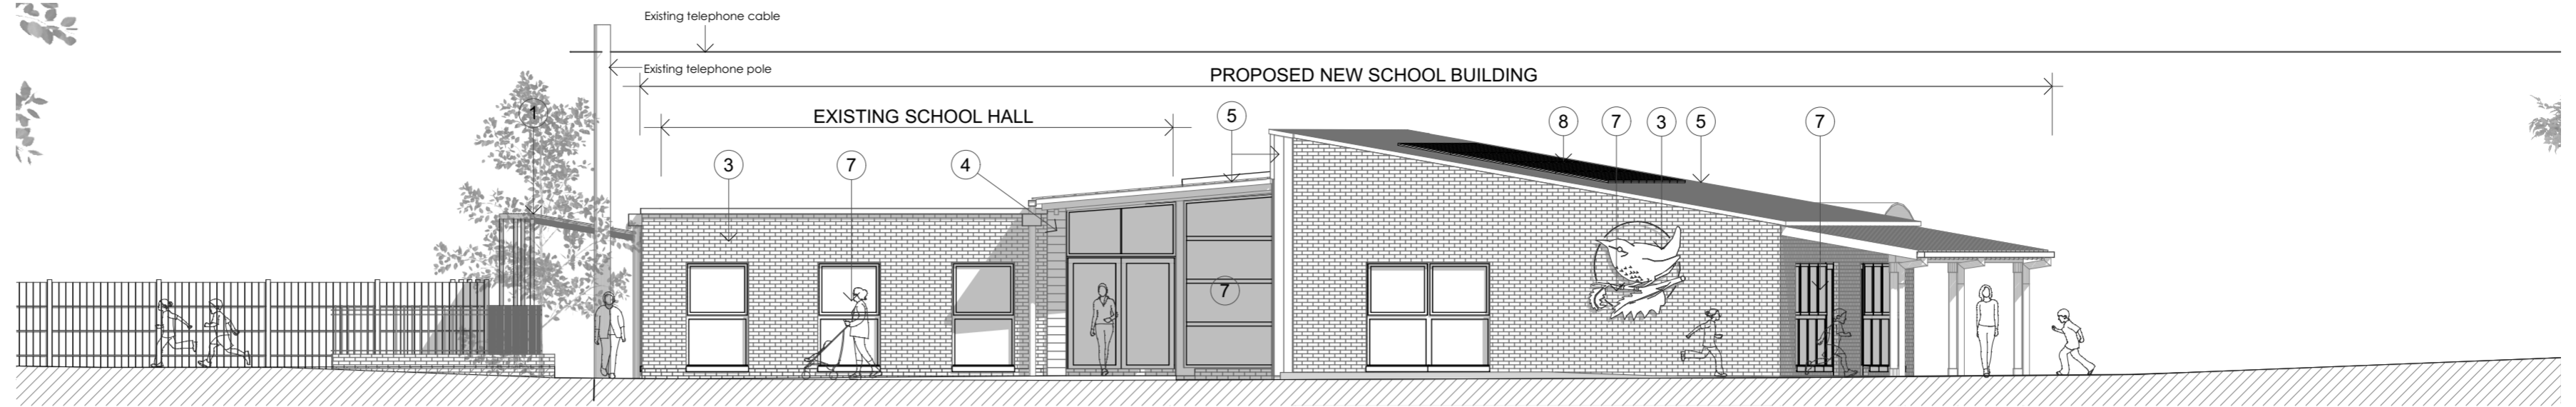 Existing telephone cable
Existing telephone pole
PROPOSED NEW SCHOOL BUILDING
EXISTING SCHOOL HALL
1
5
8
7
3
5
7
3
7
4
7